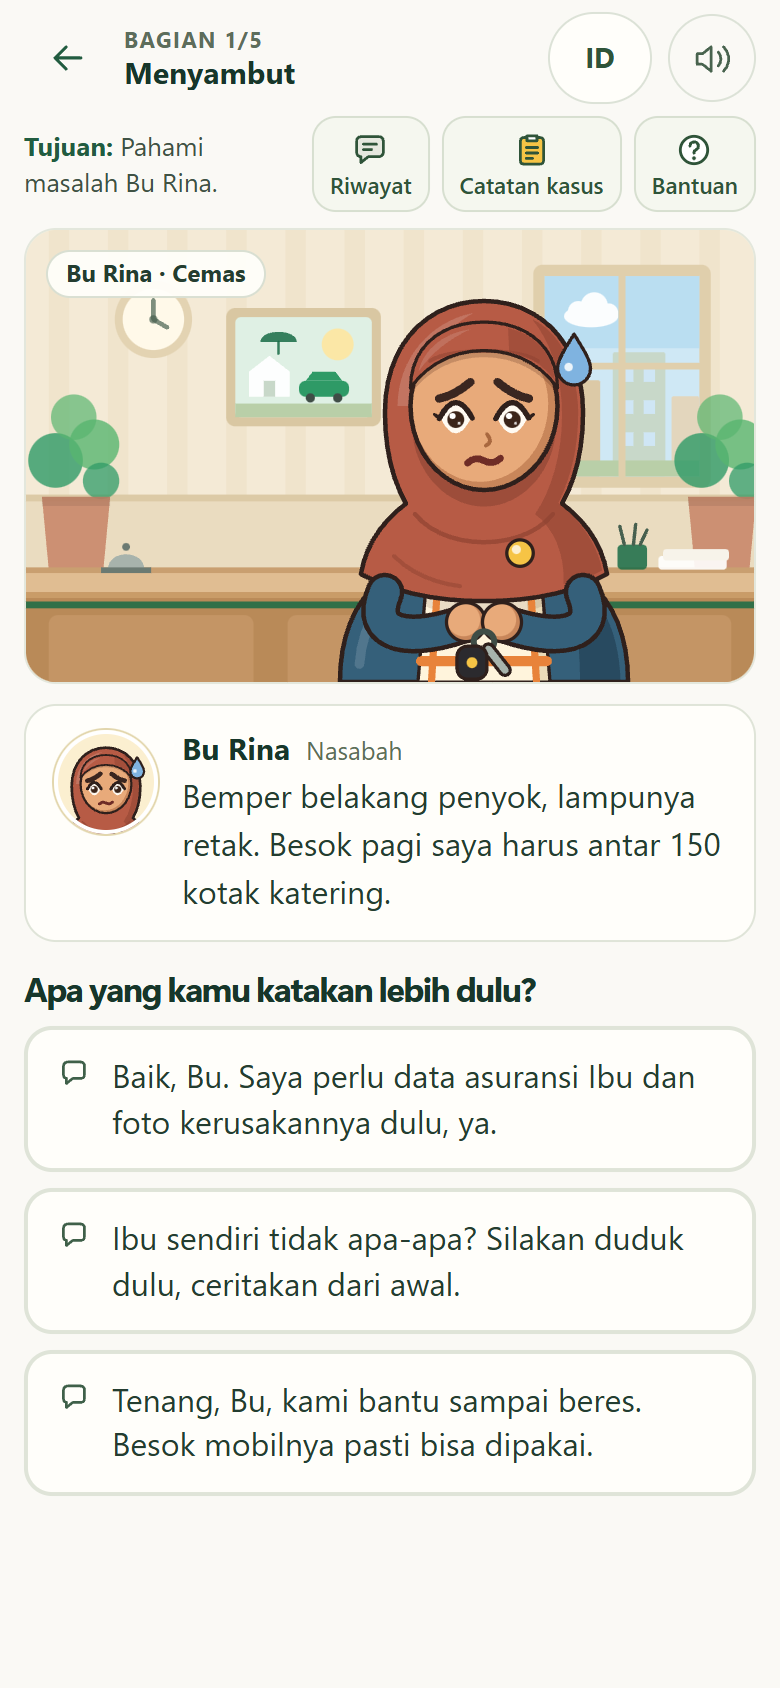 BAGIAN 1/5
Menyambut
ID
Tujuan: Pahami
masalah Bu Rina.
Riwayat
Catatan kasus
Bantuan
Bu Rina · Cemas
Bu Rina Nasabah
Bemper belakang penyok, lampunya
retak. Besok pagi saya harus antar 150
kotak katering.
Apa yang kamu katakan lebih dulu?
Baik, Bu. Saya perlu data asuransi Ibu dan
foto kerusakannya dulu, ya.
Ibu sendiri tidak apa-apa? Silakan duduk
dulu, ceritakan dari awal.
Tenang, Bu, kami bantu sampai beres.
Besok mobilnya pasti bisa dipakai.